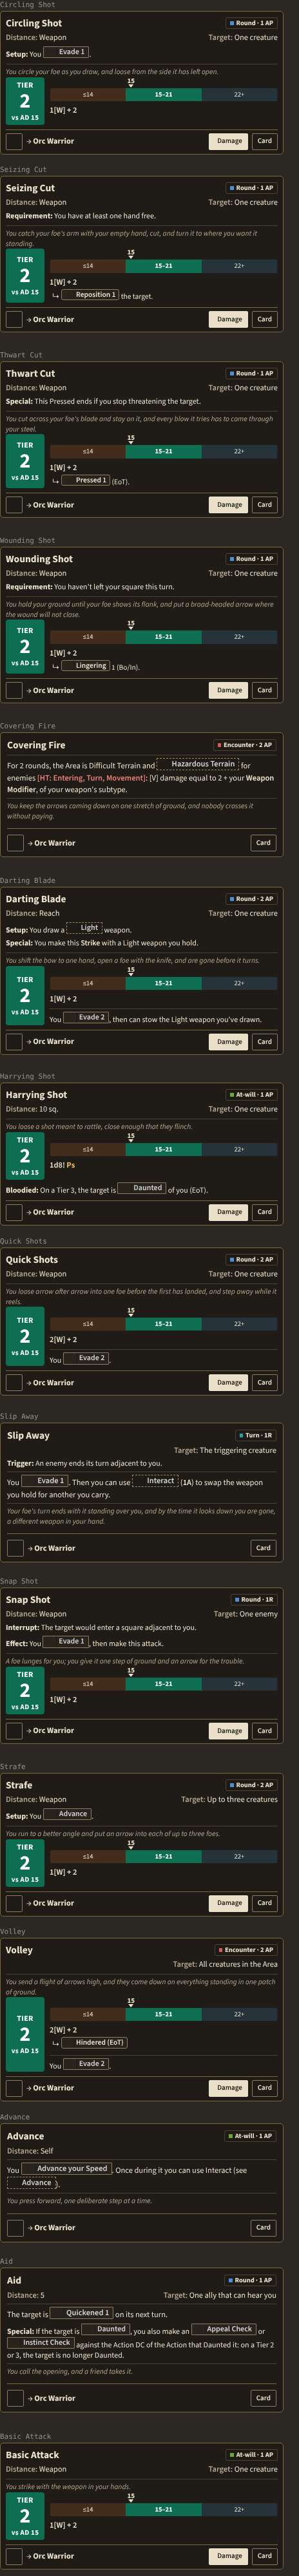 Circling Shot
Circling Shot
Round · 1 AP
Distance: Weapon
Target: One creature
Setup: You Evade 1.
You circle your foe as you draw, and loose from the side it has left open.
TIER
2
vs AD 15
15
≤14
15–21
22+
1[W] + 2
→ Orc Warrior
Damage
Card
Seizing Cut
Seizing Cut
Round · 1 AP
Distance: Weapon
Target: One creature
Requirement: You have at least one hand free.
You catch your foe's arm with your empty hand, cut, and turn it to where you want it
standing.
TIER
2
vs AD 15
15
≤14
15–21
22+
1[W] + 2
↪ Reposition 1 the target.
→ Orc Warrior
Damage
Card
Thwart Cut
Thwart Cut
Round · 1 AP
Distance: Weapon
Target: One creature
Special: This Pressed ends if you stop threatening the target.
You cut across your foe's blade and stay on it, and every blow it tries has to come through
your steel.
TIER
2
vs AD 15
15
≤14
15–21
22+
1[W] + 2
↪ Pressed 1 (EoT).
→ Orc Warrior
Damage
Card
Wounding Shot
Wounding Shot
Round · 1 AP
Distance: Weapon
Target: One creature
Requirement: You haven't left your square this turn.
You hold your ground until your foe shows its flank, and put a broad-headed arrow where
the wound will not close.
TIER
2
vs AD 15
15
≤14
15–21
22+
1[W] + 2
↪ Lingering 1 (Bo/In).
→ Orc Warrior
Damage
Card
Covering Fire
Covering Fire
Encounter · 2 AP
For 2 rounds, the Area is Difficult Terrain and Hazardous Terrain for
enemies [HT: Entering, Turn, Movement]: [V] damage equal to 2 + your Weapon
Modifier, of your weapon's subtype.
You keep the arrows coming down on one stretch of ground, and nobody crosses it
without paying.
→ Orc Warrior
Card
Darting Blade
Darting Blade
Round · 2 AP
Distance: Reach
Target: One creature
Setup: You draw a Light weapon.
Special: You make this Strike with a Light weapon you hold.
You shift the bow to one hand, open a foe with the knife, and are gone before it turns.
TIER
2
vs AD 15
15
≤14
15–21
22+
1[W] + 2
You Evade 2, then can stow the Light weapon you've drawn.
→ Orc Warrior
Damage
Card
Harrying Shot
Harrying Shot
At-will · 1 AP
Distance: 10 sq.
Target: One creature
You loose a shot meant to rattle, close enough that they flinch.
TIER
2
vs AD 15
15
≤14
15–21
22+
1d8! Ps
Bloodied: On a Tier 3, the target is Daunted of you (EoT).
→ Orc Warrior
Damage
Card
Quick Shots
Quick Shots
Round · 2 AP
Distance: Weapon
Target: One creature
You loose arrow after arrow into one foe before the first has landed, and step away while it
reels.
TIER
2
vs AD 15
15
≤14
15–21
22+
2[W] + 2
You Evade 2.
→ Orc Warrior
Damage
Card
Slip Away
Slip Away
Turn · 1R
Target: The triggering creature
Trigger: An enemy ends its turn adjacent to you.
You Evade 1. Then you can use Interact (1A) to swap the weapon
you hold for another you carry.
Your foe's turn ends with it standing over you, and by the time it looks down you are gone,
a different weapon in your hand.
→ Orc Warrior
Card
Snap Shot
Snap Shot
Round · 1R
Distance: Weapon
Target: One enemy
Interrupt: The target would enter a square adjacent to you.
Effect: You Evade 1, then make this attack.
A foe lunges for you; you give it one step of ground and an arrow for the trouble.
TIER
2
vs AD 15
15
≤14
15–21
22+
1[W] + 2
→ Orc Warrior
Damage
Card
Strafe
Strafe
Round · 2 AP
Distance: Weapon
Target: Up to three creatures
Setup: You Advance.
You run to a better angle and put an arrow into each of up to three foes.
TIER
2
vs AD 15
15
≤14
15–21
22+
1[W] + 2
→ Orc Warrior
Damage
Card
Volley
Volley
Encounter · 2 AP
Target: All creatures in the Area
You send a flight of arrows high, and they come down on everything standing in one patch
of ground.
TIER
2
vs AD 15
15
≤14
15–21
22+
2[W] + 2
↪ Hindered (EoT)
You Evade 2.
→ Orc Warrior
Damage
Card
Advance
Advance
At-will · 1 AP
Distance: Self
You Advance your Speed. Once during it you can use Interact (see
Advance).
You press forward, one deliberate step at a time.
→ Orc Warrior
Card
Aid
Aid
Round · 1 AP
Distance: 5
Target: One ally that can hear you
The target is Quickened 1 on its next turn.
Special: If the target is Daunted, you also make an Appeal Check or
Instinct Check against the Action DC of the Action that Daunted it: on a Tier 2
or 3, the target is no longer Daunted.
You call the opening, and a friend takes it.
→ Orc Warrior
Card
Basic Attack
Basic Attack
At-will · 1 AP
Distance: Weapon
Target: One creature
You strike with the weapon in your hands.
TIER
2
vs AD 15
15
≤14
15–21
22+
1[W] + 2
→ Orc Warrior
Damage
Card